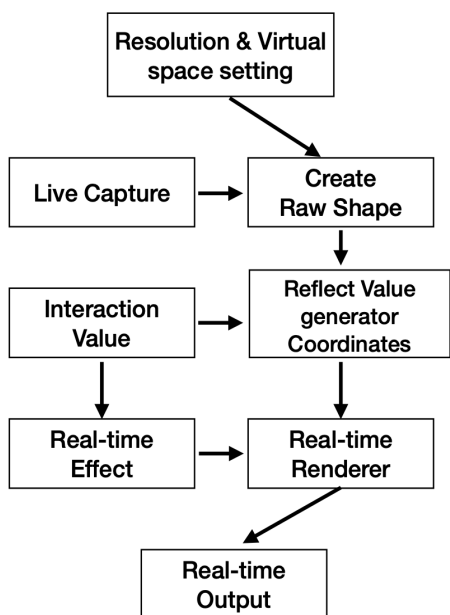 Resolution & Virtual
space setting
Live Capture
Create
Raw Shape
Interaction
Value
Reflect Value
generator
Coordinates
Real-time
Effect
Real-time
Renderer
Real-time
Output